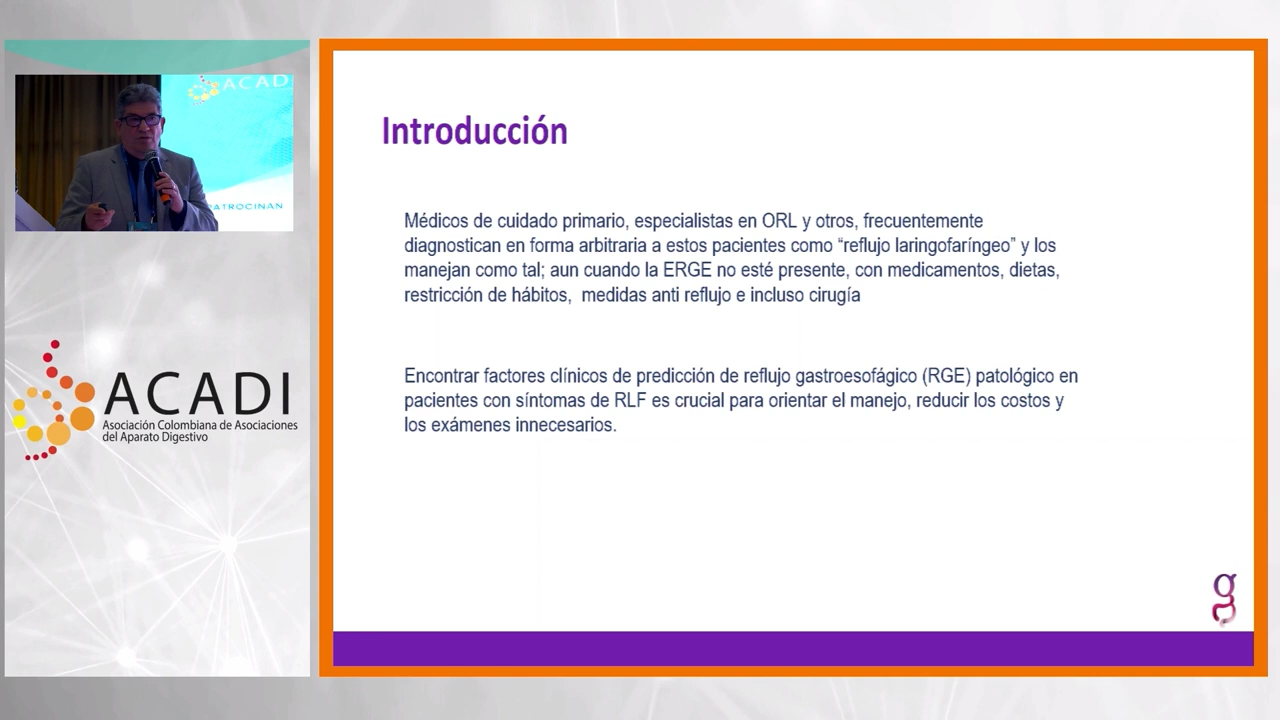 ACAD
PATROCINAN
ACADI
Asociación Colombiana de Asociaciones
del Aparato Digestivo
Introducción
Médicos de cuidado primario, especialistas en ORL y otros, frecuentemente
diagnostican en forma arbitraria a estos pacientes como “reflujo laringofaríngeo” y los
manejan como tal; aun cuando la ERGE no esté presente, con medicamentos, dietas,
restricción de hábitos, medidas anti reflujo e incluso cirugía
Encontrar factores clínicos de predicción de reflujo gastroesofágico (RGE) patológico en
pacientes con síntomas de RLF es crucial para orientar el manejo, reducir los costos y
los exámenes innecesarios.
g